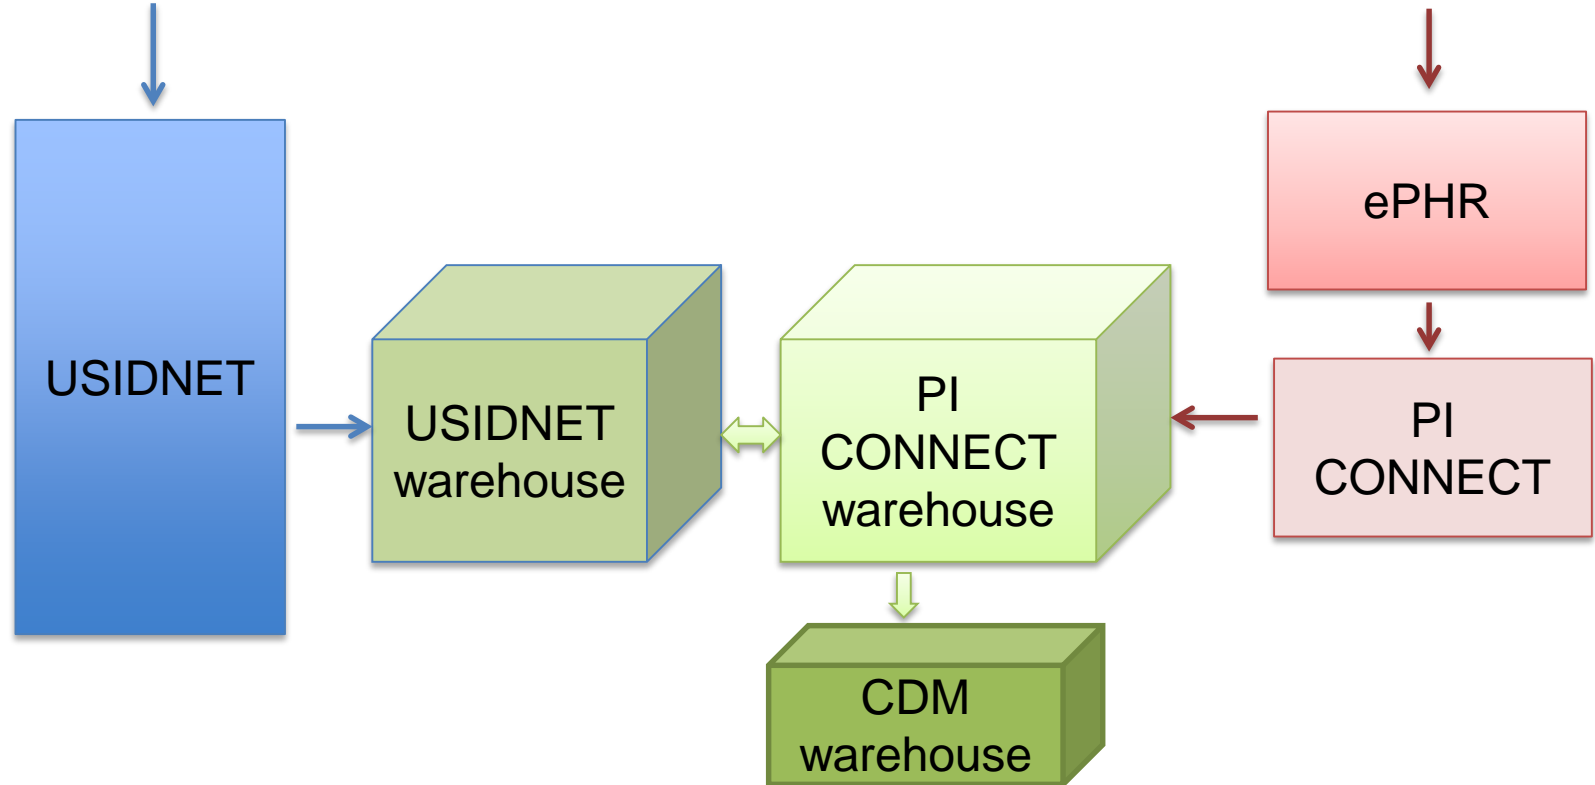 ePHR
USIDNET
USIDNET
warehouse
PI
CONNECT
warehouse
PI
CONNECT
CDM
warehouse